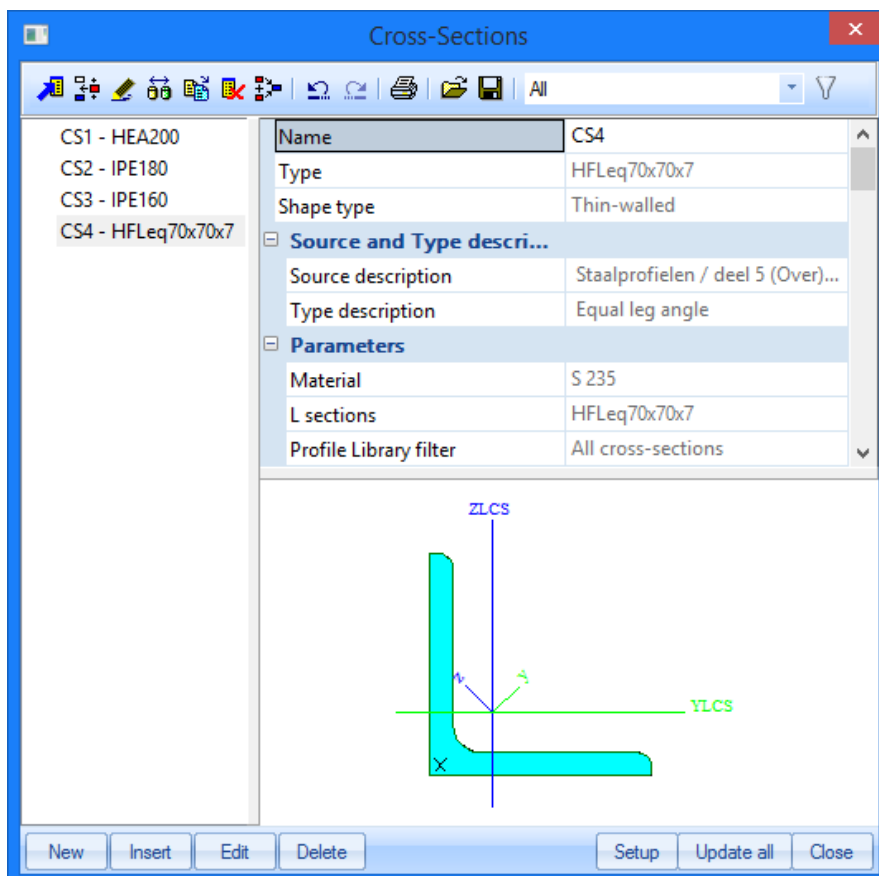 Cross-Sections
All
CS1 - HEA200
CS2 - IPE180
CS3 - IPE160
CS4 - HFLeq70x70x7
Name CS4
Type HFLeq70x70x7
Shape type Thin-walled
Source and Type descri...
Source description Staalprofielen / deel 5 (Over)...
Type description Equal leg angle
Parameters
Material S 235
L sections HFLeq70x70x7
Profile Library filter All cross-sections
ZLCS
z y
YLCS
New Insert Edit Delete Setup Update all Close